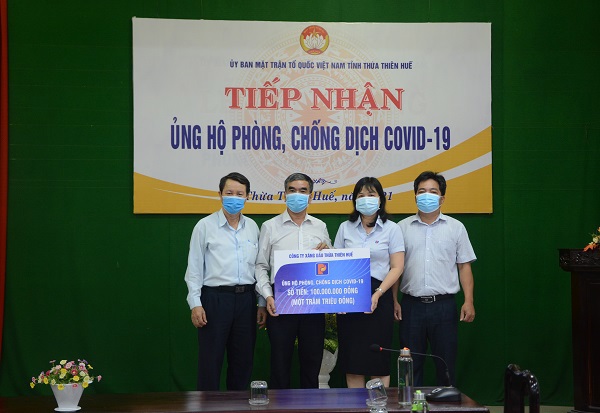 ỦY BAN MẶT TRẬN TỔ QUỐC VIỆT NAM TỈNH THỪA THIÊN HUẾ
TIẾP NHẬN
ỦNG HỘ PHÒNG, CHỐNG DỊCH COVID-19
Huế,
CÔNG TY XĂNG DẦU THỪA THIÊN HUẾ
ỦNG HỘ PHÒNG, CHỐNG DỊCH COVID-19
SỐ TIỀN: 100.000.000 ĐỒNG
(MỘT TRĂM TRIỆU ĐỒNG)